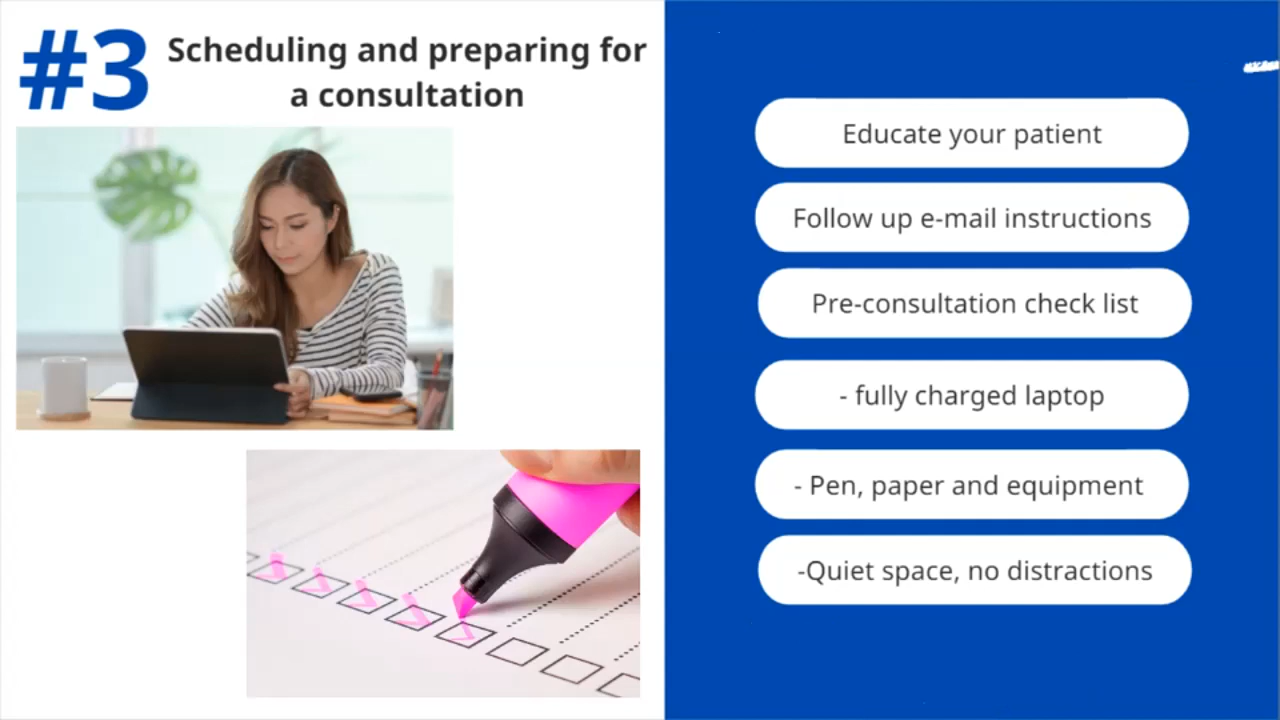 #3
Scheduling and preparing for
a consultation
Educate your patient
Follow up e-mail instructions
Pre-consultation check list
- fully charged laptop
- Pen, paper and equipment
-Quiet space, no distractions